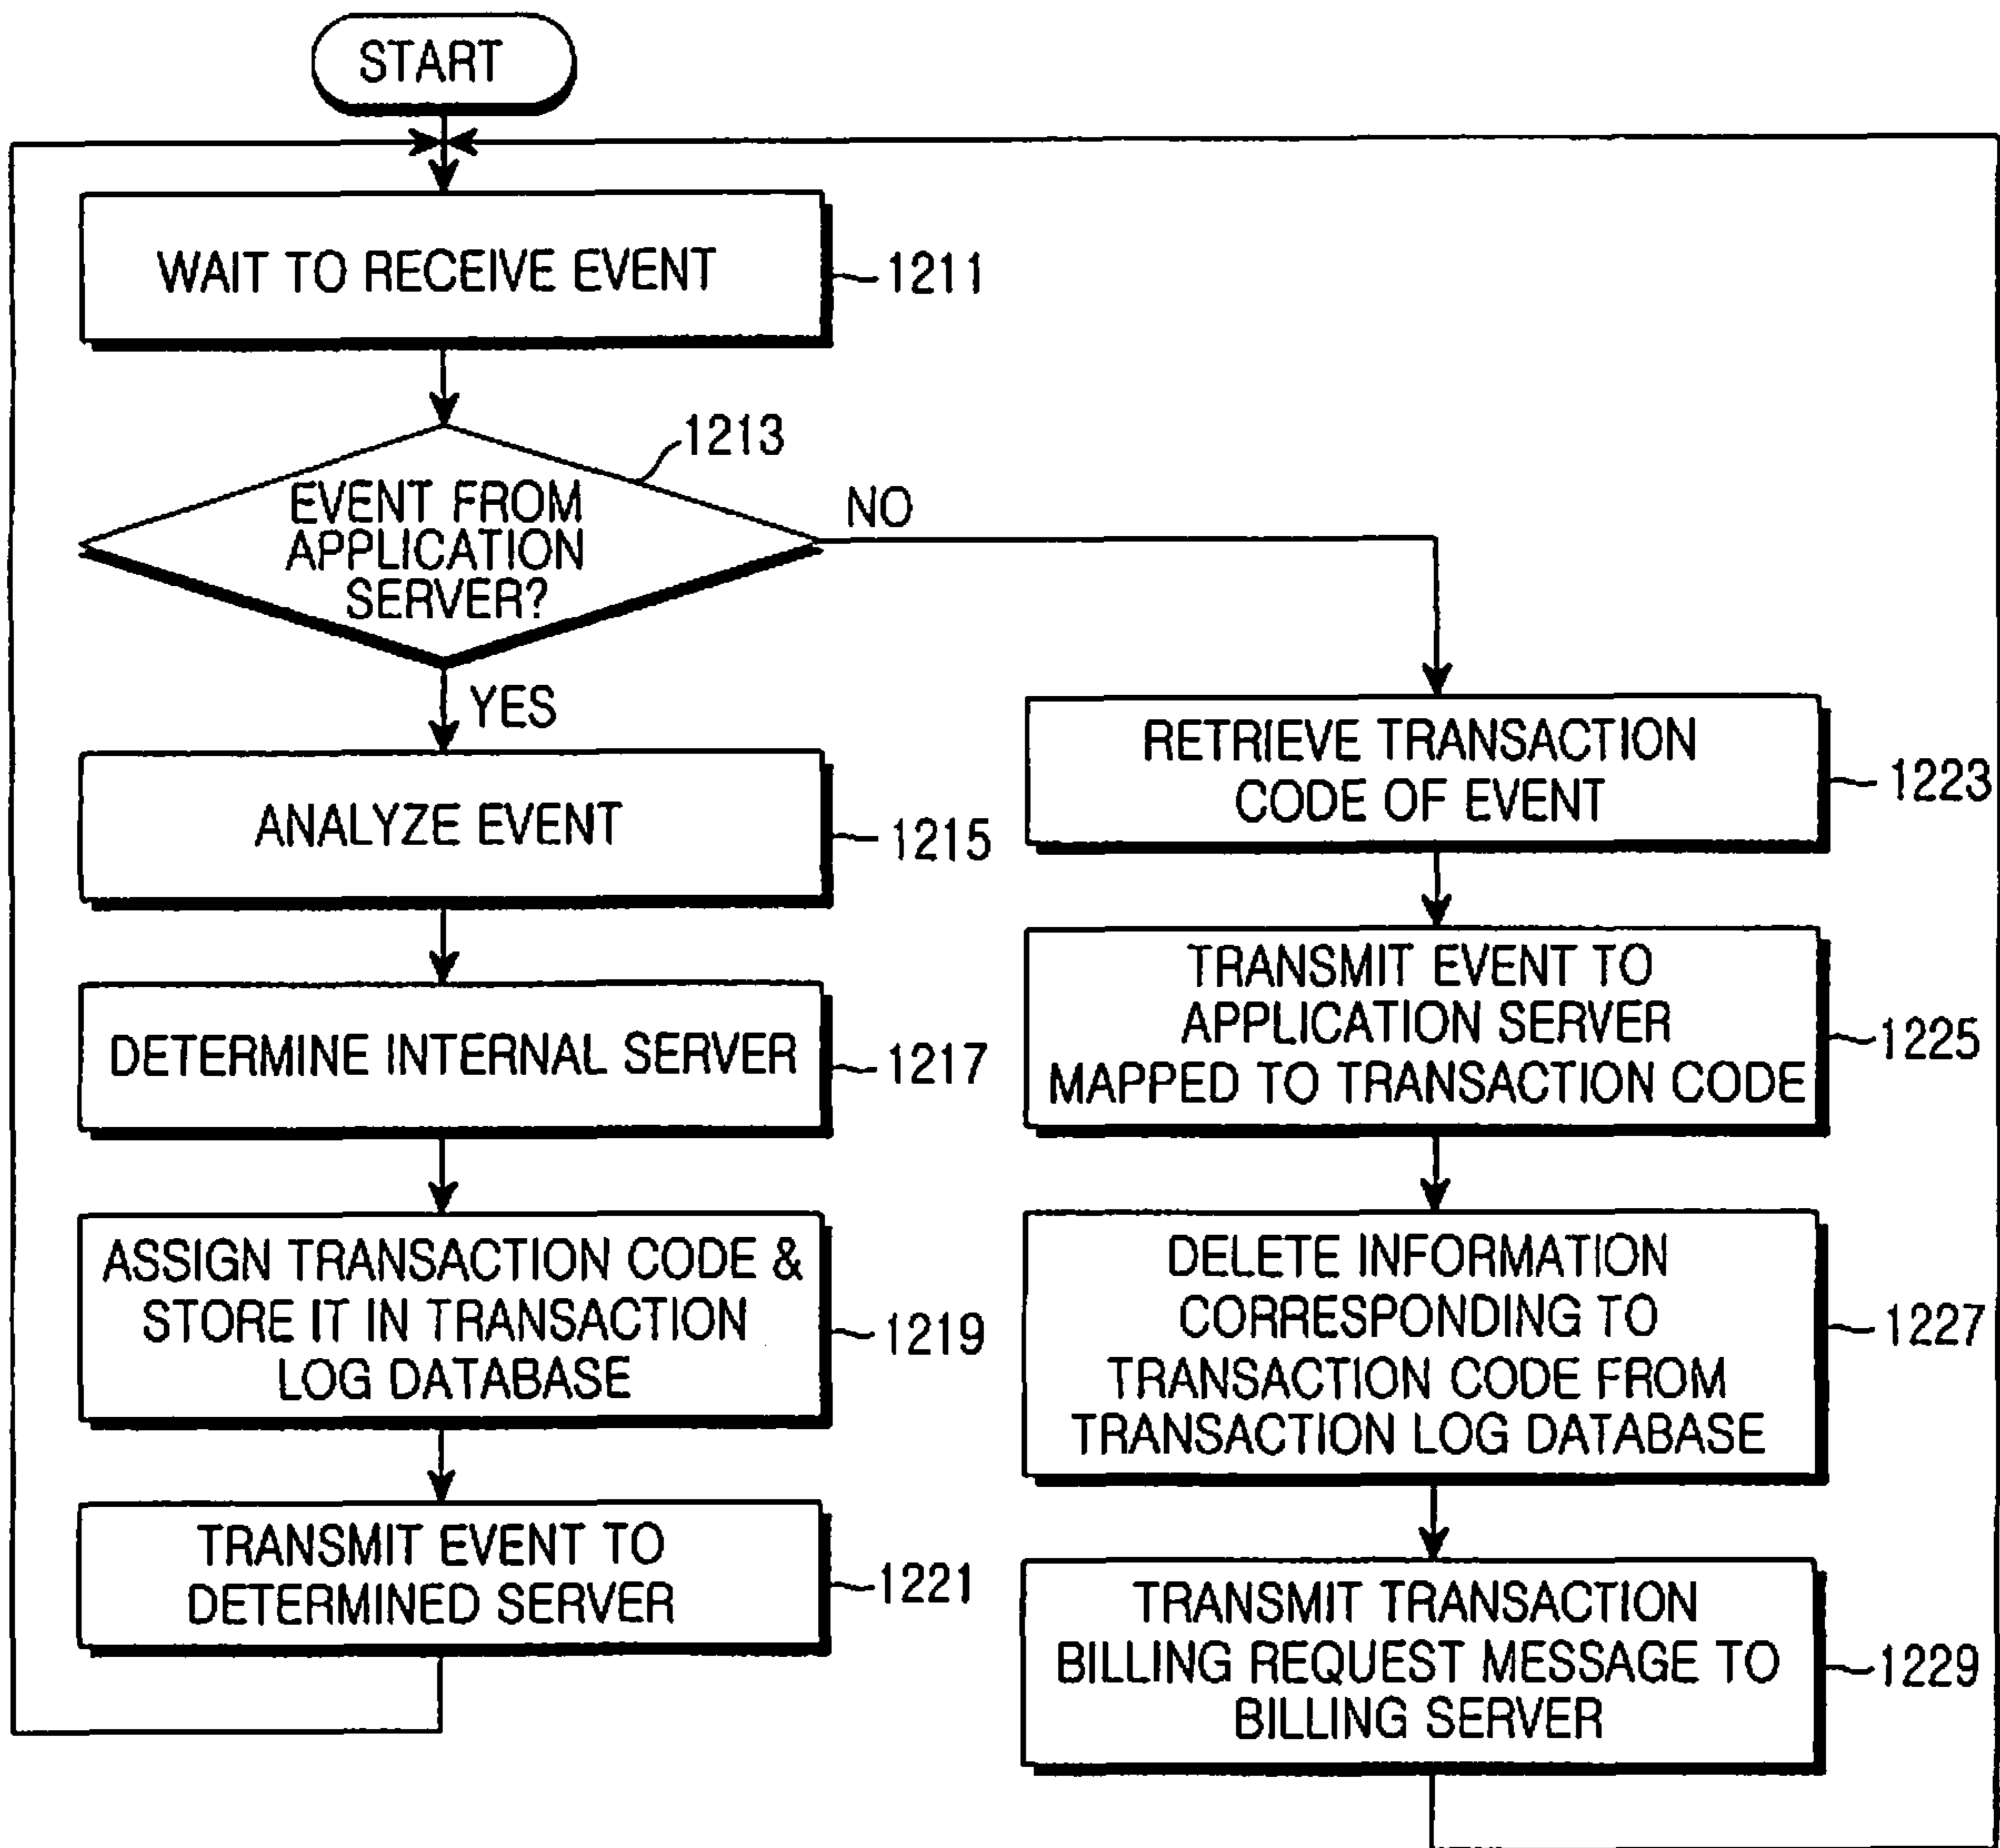 START
WAIT TO RECEIVE EVENT
1211
1213
EVENT FROM
APPLICATION
SERVER?
NO
YES
ANALYZE EVENT
1215
DETERMINE INTERNAL SERVER
1217
ASSIGN TRANSACTION CODE &
STORE IT IN TRANSACTION
LOG DATABASE
1219
TRANSMIT EVENT TO
DETERMINED SERVER
1221
RETRIEVE TRANSACTION
CODE OF EVENT
1223
TRANSMIT EVENT TO
APPLICATION SERVER
MAPPED TO TRANSACTION CODE
1225
DELETE INFORMATION
CORRESPONDING TO
TRANSACTION CODE FROM
TRANSACTION LOG DATABASE
1227
TRANSMIT TRANSACTION
BILLING REQUEST MESSAGE TO
BILLING SERVER
1229